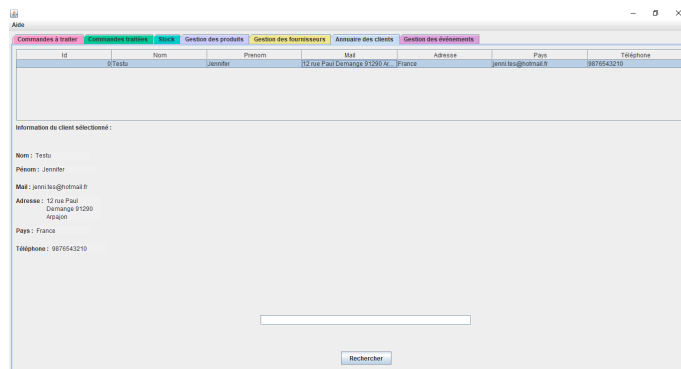 Aide
Commandes à traiter Commandes traitées Stock Gestion des produits Gestion des fournisseurs Annuaire des clients Gestion des événements
Id Nom Prenom Mail Adresse Pays Téléphone
0 Testu Jennifer 12 rue Paul Demange 91290 Ar... France jenni.tes@hotmail.fr 9876543210
Information du client sélectionné :
Nom : Testu
Pénom : Jennifer
Mail : jenni.tes@hotmail.fr
Adresse : 12 rue Paul
Demange 91290
Arpajon
Pays : France
Téléphone : 9876543210
Rechercher